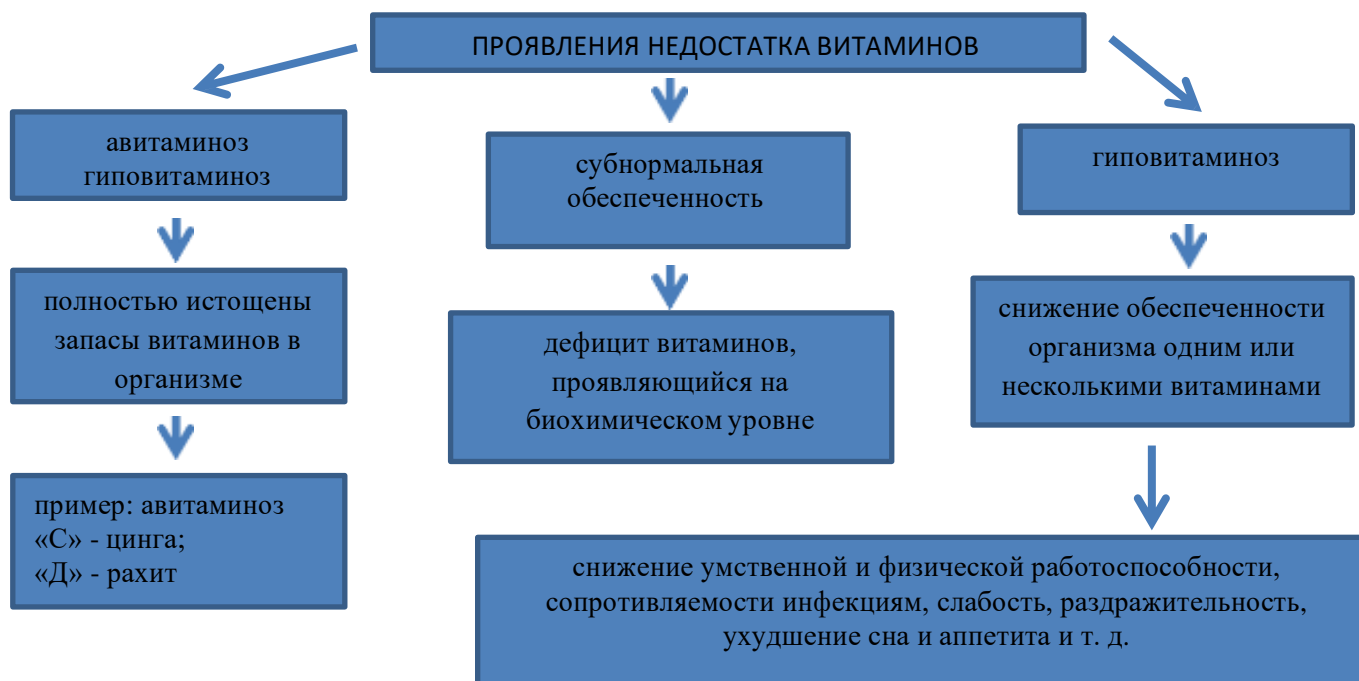 ПРОЯВЛЕНИЯ НЕДОСТАТКА ВИТАМИНОВ
авитаминоз
гиповитаминоз
субнормальная
обеспеченность
гиповитаминоз
полностью истощены
запасы витаминов в
организме
дефицит витаминов,
проявляющийся на
биохимическом уровне
снижение обеспеченности
организма одним или
несколькими витаминами
пример: авитаминоз
«С» - цинга;
«Д» - рахит
снижение умственной и физической работоспособности,
сопротивляемости инфекциям, слабость, раздражительность,
ухудшение сна и аппетита и т. д.